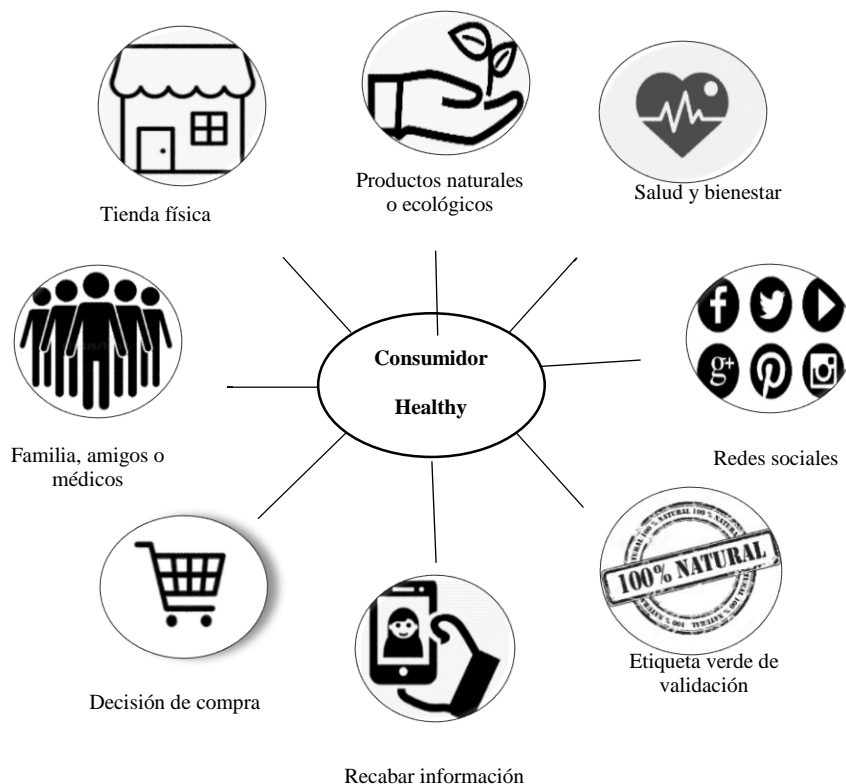 Tienda física
Productos naturales
o ecológicos
Salud y bienestar
Consumidor
Healthy
Familia, amigos o
médicos
Redes sociales
100% NATURAL
Decisión de compra
Etiqueta verde de
validación
Recabar información